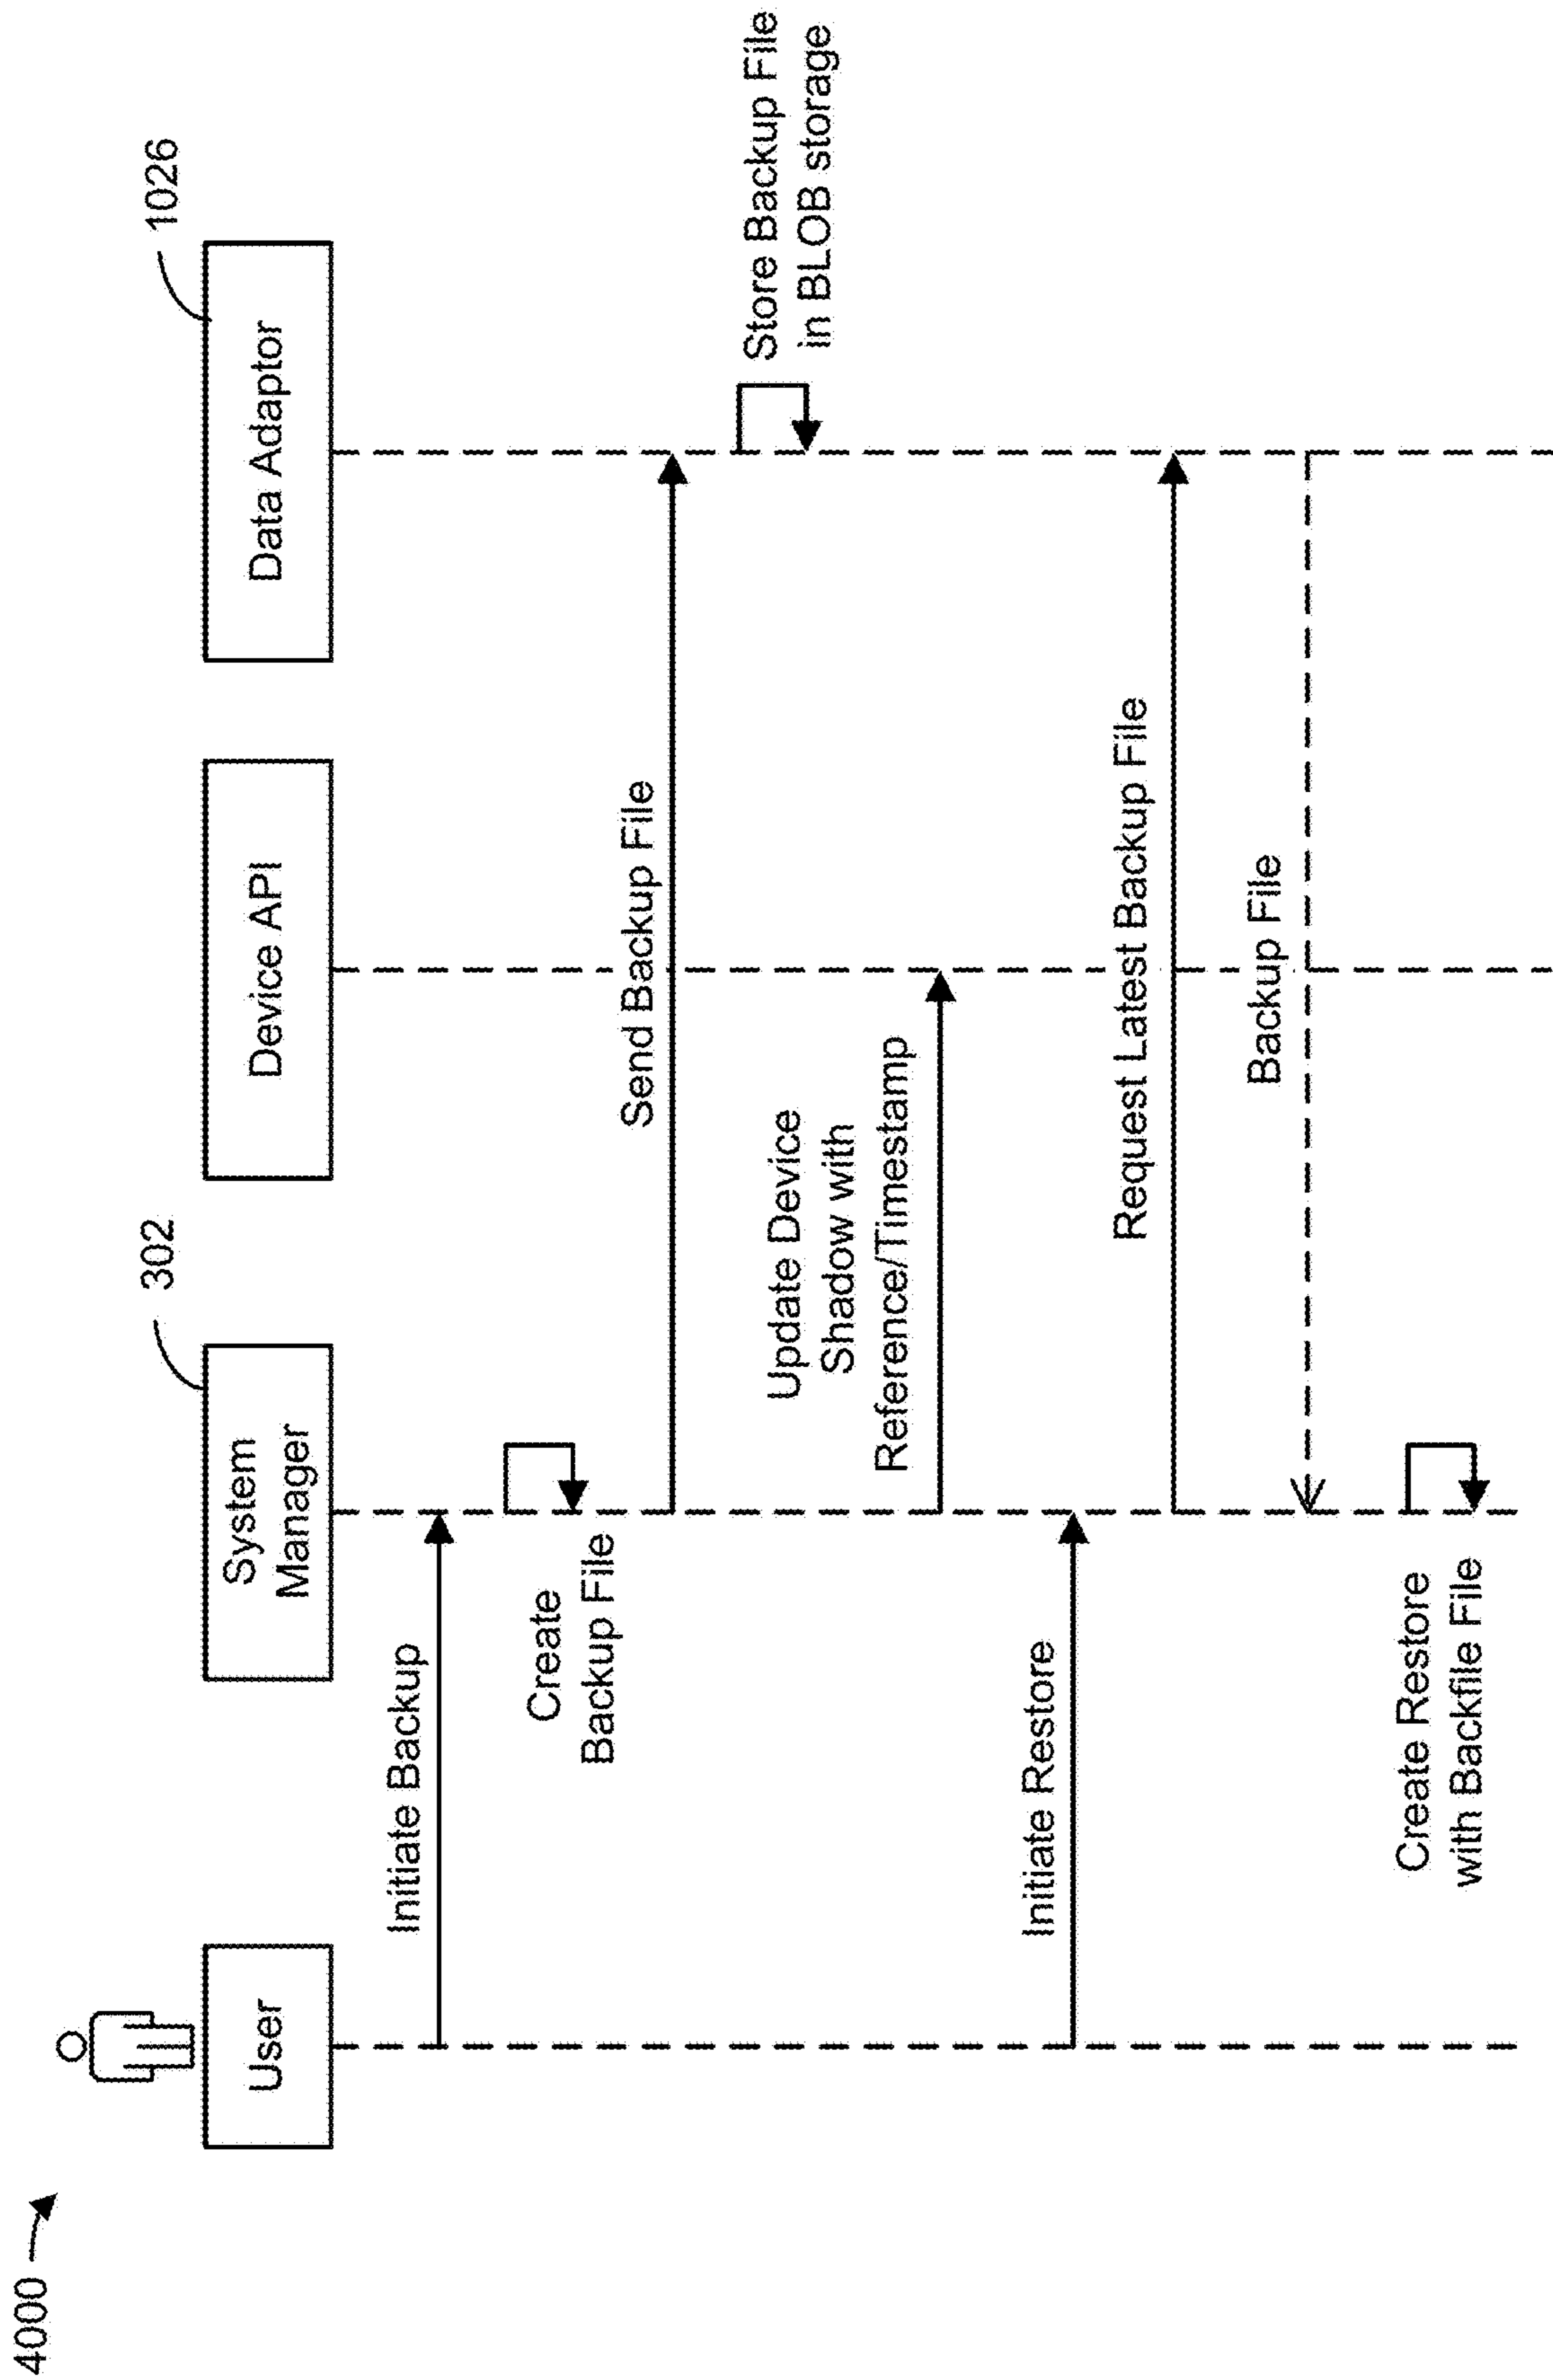 4000
User
System
Manager
302
Device API
Data Adaptor
1026
Initiate Backup
Create
Backup File
Send Backup File
Store Backup File
in BLOB storage
Update Device
Shadow with
Reference/Timestamp
Initiate Restore
Request Latest Backup File
Backup File
Create Restore
with Backfile File